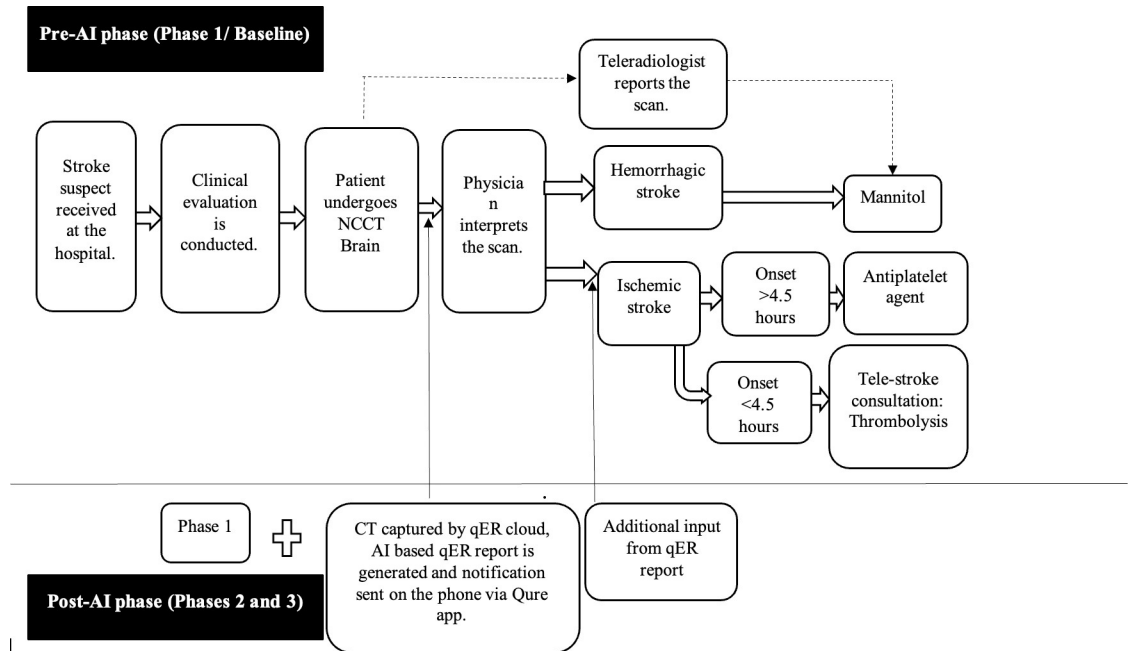 Pre-AI phase (Phase 1/ Baseline)
Teleradiologist
reports the
scan.
Stroke
suspect
received
at the
hospital.
Clinical
evaluation
is
conducted.
Patient
undergoes
NCCT
Brain
Physicia
n
interprets
the scan.
Hemorrhagic
stroke
Mannitol
Ischemic
stroke
Onset
>4.5
hours
Antiplatelet
agent
Onset
<4.5
hours
Tele-stroke
consultation:
Thrombolysis
Phase 1
CT captured by qER cloud,
AI based qER report is
generated and notification
sent on the phone via Qure
app.
Additional input
from qER
report
Post-AI phase (Phases 2 and 3)